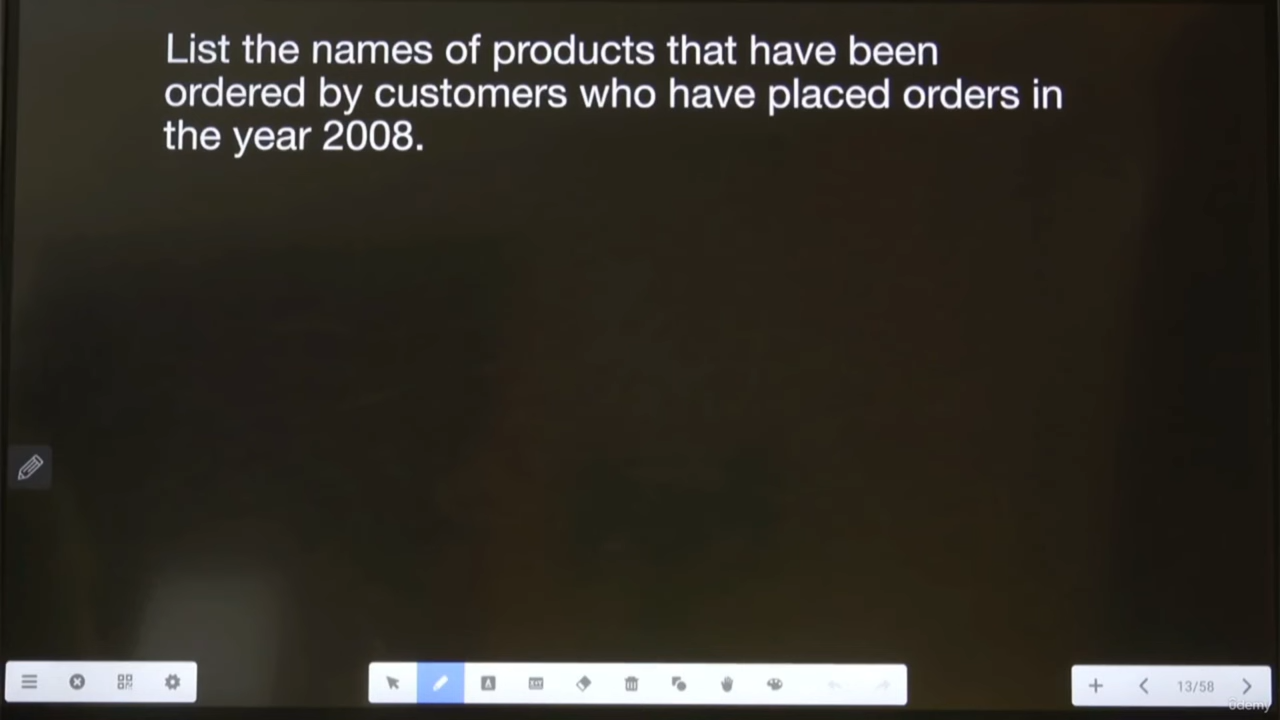 List the names of products that have been
ordered by customers who have placed orders in
the year 2008.
13/58
udemy